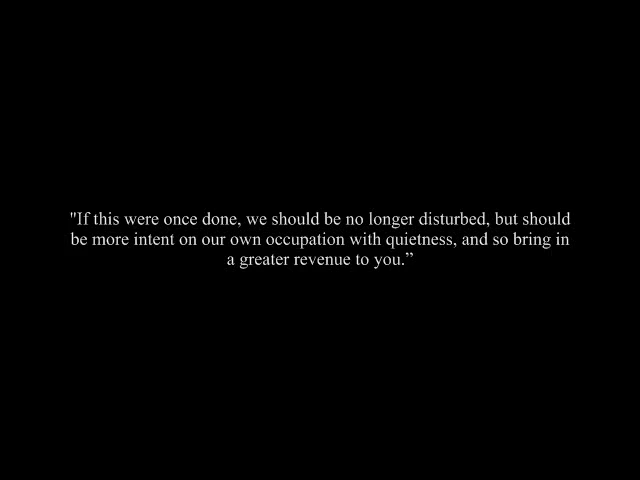 "If this were once done, we should be no longer disturbed, but should
be more intent on our own occupation with quietness, and so bring in
a greater revenue to you.”